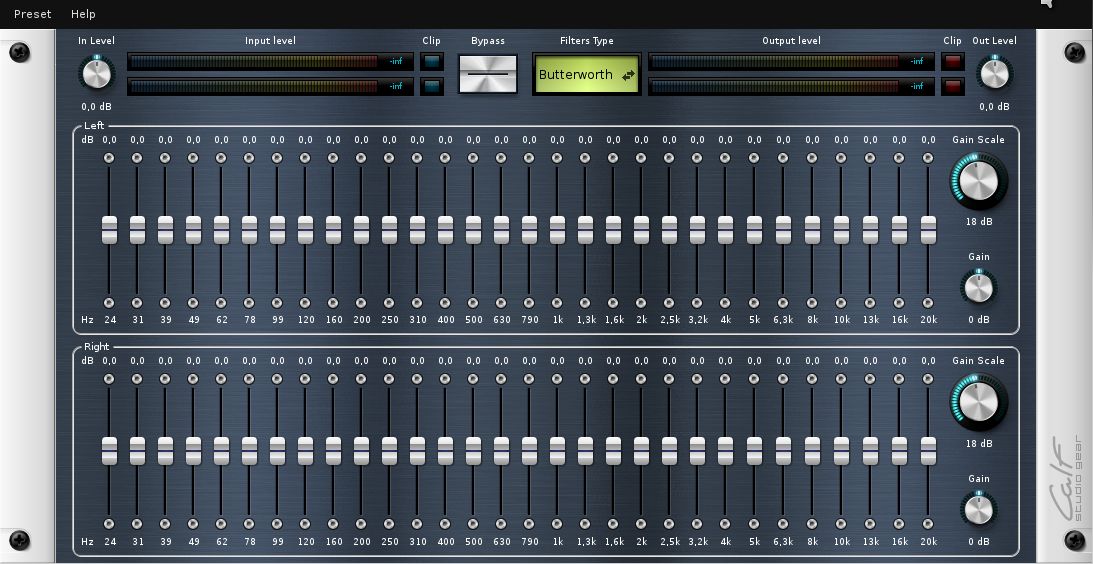 Preset Help
In Level Input level Clip Bypass Filters Type Output level Clip Out Level
-inf -inf
Butterworth
-inf -inf
0,0 dB 0,0 dB
Left
dB 0,0 0,0 0,0 0,0 0,0 0,0 0,0 0,0 0,0 0,0 0,0 0,0 0,0 0,0 0,0 0,0 0,0 0,0 0,0 0,0 0,0 0,0 0,0 0,0 0,0 0,0 0,0 0,0 0,0 0,0 Gain Scale
18 dB
Gain
Hz 24 31 39 49 62 78 99 120 160 200 250 310 400 500 630 790 1k 1,3k 1,6k 2k 2,5k 3,2k 4k 5k 6,3k 8k 10k 13k 16k 20k 0 dB
Right
dB 0,0 0,0 0,0 0,0 0,0 0,0 0,0 0,0 0,0 0,0 0,0 0,0 0,0 0,0 0,0 0,0 0,0 0,0 0,0 0,0 0,0 0,0 0,0 0,0 0,0 0,0 0,0 0,0 0,0 0,0 Gain Scale
18 dB
Gain
Hz 24 31 39 49 62 78 99 120 160 200 250 310 400 500 630 790 1k 1,3k 1,6k 2k 2,5k 3,2k 4k 5k 6,3k 8k 10k 13k 16k 20k 0 dB
Calf
studio gear